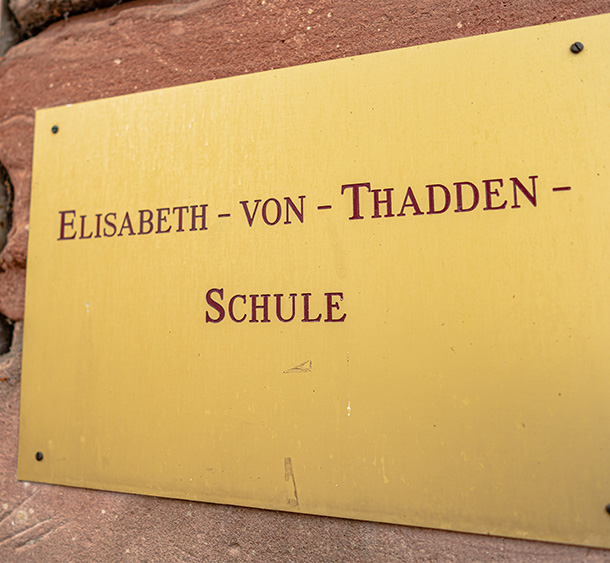 ELISABETH - VON - THADDEN -
SCHULE